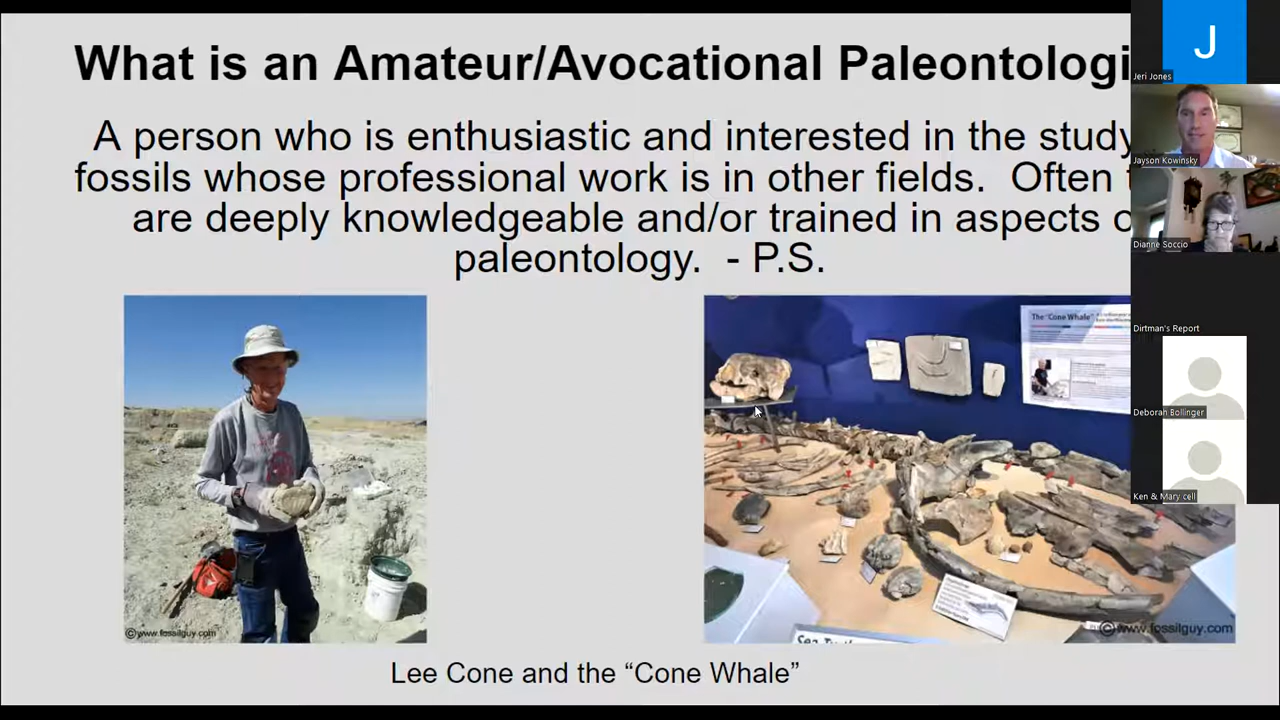 What is an Amateur/Avocational Paleontologi
A person who is enthusiastic and interested in the study
fossils whose professional work is in other fields. Often t
are deeply knowledgeable and/or trained in aspects o
paleontology. - P.S.
The "Cone Whale"
©www.fossilguy.com
©www.fossilguy.com
Lee Cone and the “Cone Whale”
J
Jeri Jones
Jayson Kowinsky
Dianne Soccio
Dirtman's Report
Deborah Bollinger
Ken & Mary cell